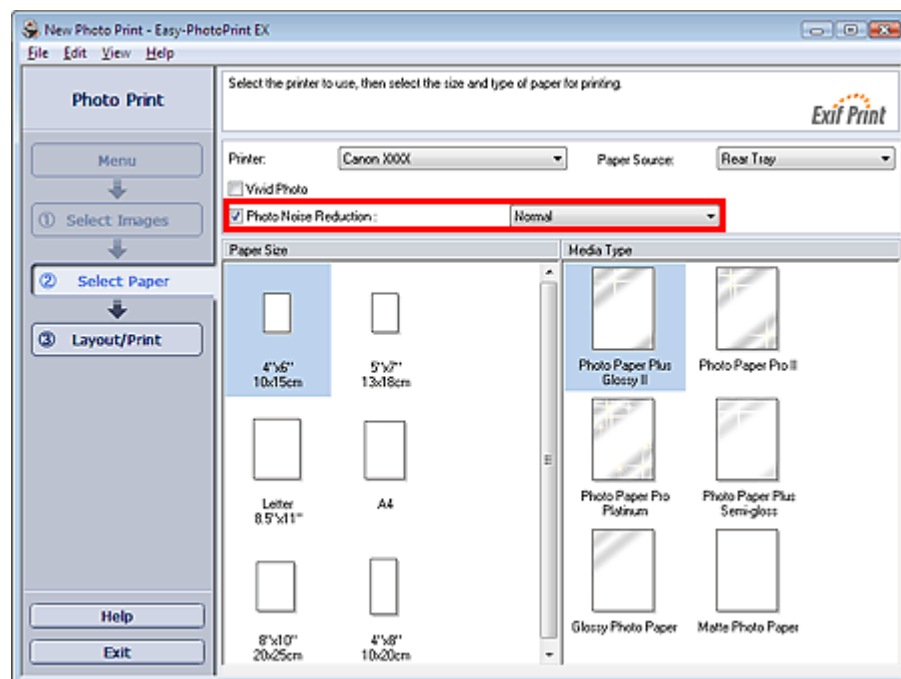 New Photo Print - Easy-PhotoPrint EX
File Edit View Help
Photo Print
Select the printer to use, then select the size and type of paper for printing.
Exif Print
Menu
① Select Images
② Select Paper
③ Layout/Print
Help
Exit
Printer: Canon XXXX Paper Source: Rear Tray
Vivid Photo
Photo Noise Reduction : Normal
Paper Size
4"x6"
10x15cm
5"x7"
13x18cm
Letter
8.5"x11"
A4
8"x10"
20x25cm
4"x8"
10x20cm
Media Type
Photo Paper Plus
Glossy II
Photo Paper Pro II
Photo Paper Pro
Platinum
Photo Paper Plus
Semi-gloss
Glossy Photo Paper
Matte Photo Paper